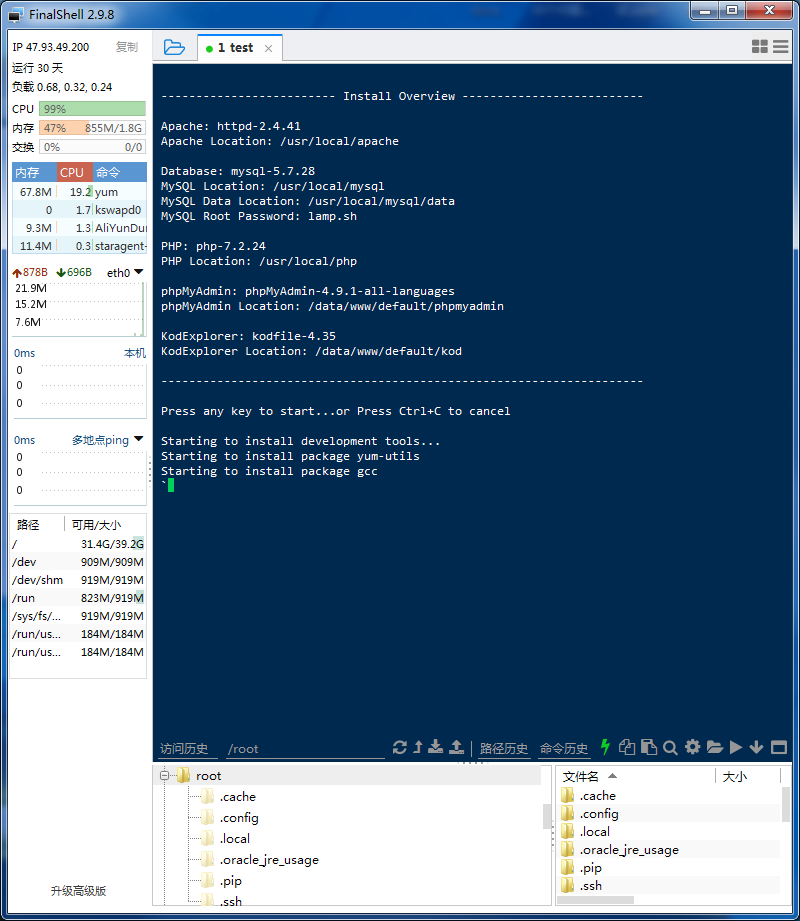 FinalShell 2.9.8
IP 47.93.49.200 复制
运行 30 天
负载 0.68, 0.32, 0.24
CPU 99%
内存 47% 855M/1.8G
交换 0% 0/0
内存 CPU 命令
67.8M 19.2 yum
0 1.7 kswapd0
9.3M 1.3 AliYunDun
11.4M 0.3 staragent-
878B 696B eth0
21.9M
15.2M
7.6M
0ms 本机
0
0
0
0ms 多地点ping
0
0
0
路径 可用/大小
/ 31.4G/39.2G
/dev 909M/909M
/dev/shm 919M/919M
/run 823M/919M
/sys/fs/... 919M/919M
/run/us... 184M/184M
/run/us... 184M/184M
升级高级版
1 test
------------------------- Install Overview --------------------------
Apache: httpd-2.4.41
Apache Location: /usr/local/apache
Database: mysql-5.7.28
MySQL Location: /usr/local/mysql
MySQL Data Location: /usr/local/mysql/data
MySQL Root Password: lamp.sh
PHP: php-7.2.24
PHP Location: /usr/local/php
phpMyAdmin: phpMyAdmin-4.9.1-all-languages
phpMyAdmin Location: /data/www/default/phpmyadmin
KodExplorer: kodfile-4.35
KodExplorer Location: /data/www/default/kod
---------------------------------------------------------------------
Press any key to start...or Press Ctrl+C to cancel
Starting to install development tools...
Starting to install package yum-utils
Starting to install package gcc
`
访问历史 /root 路径历史 命令历史
root
.cache
.config
.local
.oracle_jre_usage
.pip
.ssh
文件名 大小
.cache
.config
.local
.oracle_jre_usage
.pip
.ssh